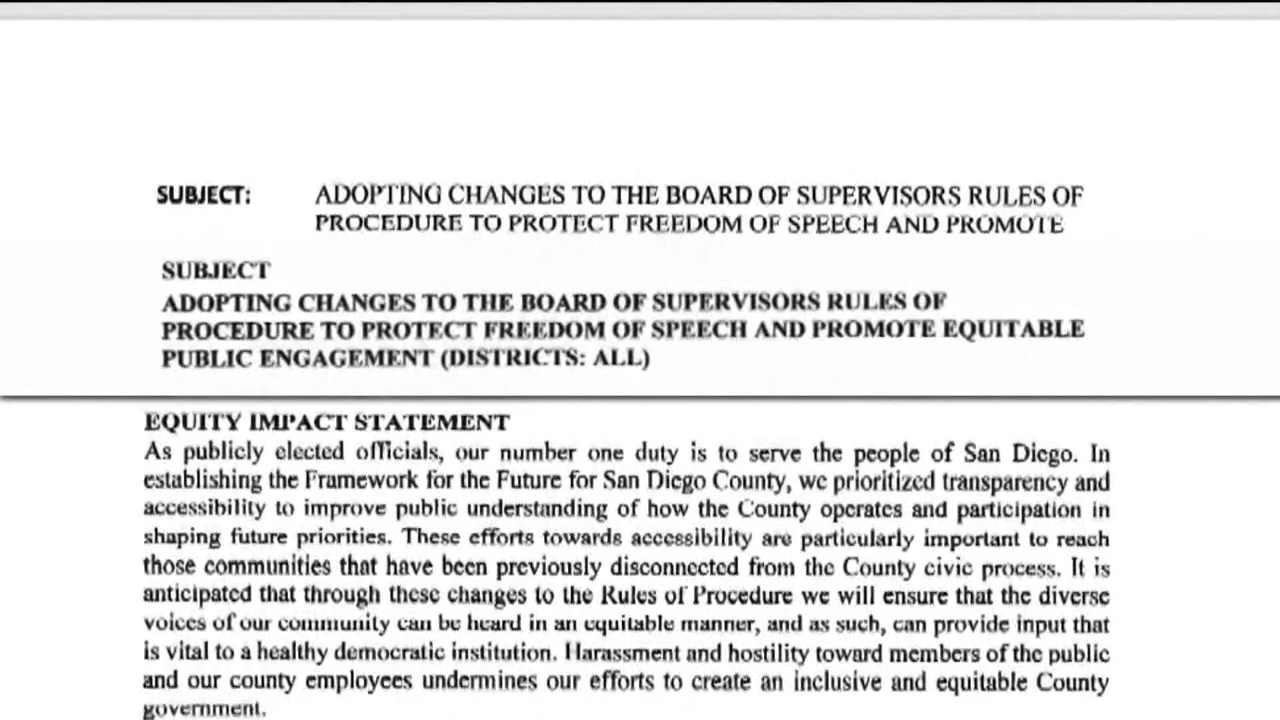 SUBJECT: ADOPTING CHANGES TO THE BOARD OF SUPERVISORS RULES OF
PROCEDURE TO PROTECT FREEDOM OF SPEECH AND PROMOTE
SUBJECT
ADOPTING CHANGES TO THE BOARD OF SUPERVISORS RULES OF
PROCEDURE TO PROTECT FREEDOM OF SPEECH AND PROMOTE EQUITABLE
PUBLIC ENGAGEMENT (DISTRICTS: ALL)
EQUITY IMPACT STATEMENT
As publicly elected officials, our number one duty is to serve the people of San Diego. In
establishing the Framework for the Future for San Diego County, we prioritized transparency and
accessibility to improve public understanding of how the County operates and participation in
shaping future priorities. These efforts towards accessibility are particularly important to reach
those communities that have been previously disconnected from the County civic process. It is
anticipated that through these changes to the Rules of Procedure we will ensure that the diverse
voices of our community can be heard in an equitable manner, and as such, can provide input that
is vital to a healthy democratic institution. Harassment and hostility toward members of the public
and our county employees undermines our efforts to create an inclusive and equitable County
government.